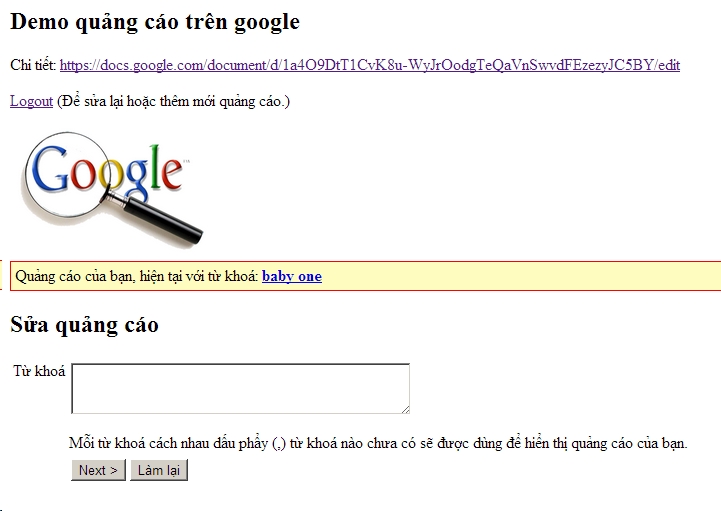 Demo quảng cáo trên google
Chi tiết: https://docs.google.com/document/d/1a4O9DtT1CvK8u-WyJrOodgTeQaVnSwvdFEzezyJC5BY/edit
Logout (Để sửa lại hoặc thêm mới quảng cáo.)
Google™
Quảng cáo của bạn, hiện tại với từ khoá: baby one
Sửa quảng cáo
Từ khoá
Mỗi từ khoá cách nhau dấu phẩy (,) từ khoá nào chưa có sẽ được dùng để hiển thị quảng cáo của bạn.
Next > Làm lại